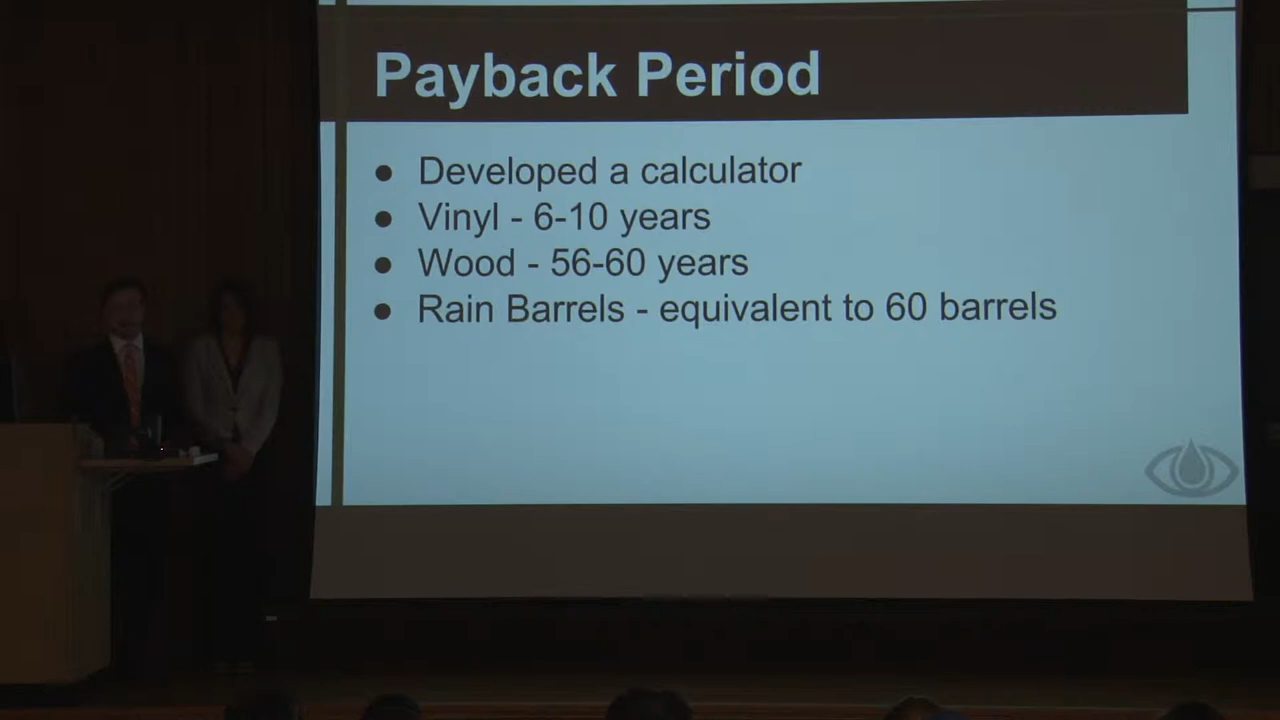 Payback Period
● Developed a calculator
● Vinyl - 6-10 years
● Wood - 56-60 years
● Rain Barrels - equivalent to 60 barrels